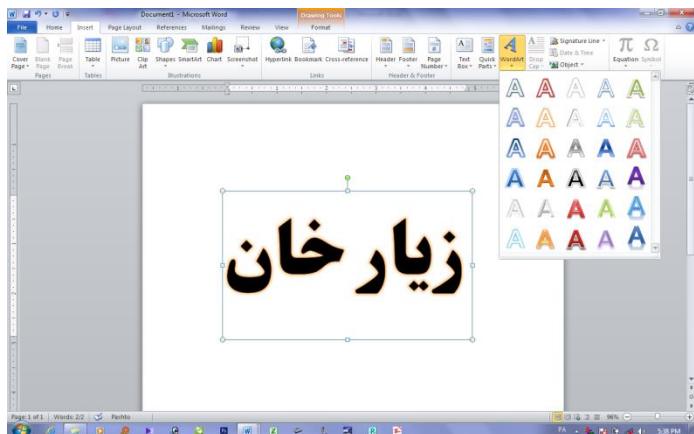 Document1 - Microsoft Word
Drawing Tools
File Home Insert Page Layout References Mailings Review View Format
Cover Page Blank Page Page Break Table Picture Clip Art Shapes SmartArt Chart Screenshot Hyperlink Bookmark Cross-reference Header Footer Page Number Text Box Quick Parts WordArt Drop Cap Signature Line Date & Time Object Equation Symbol
Pages Tables Illustrations Links Header & Footer
زیار خان
Page: 1 of 1 Words: 2/2 Pashto 96%
PA 5:38 PM